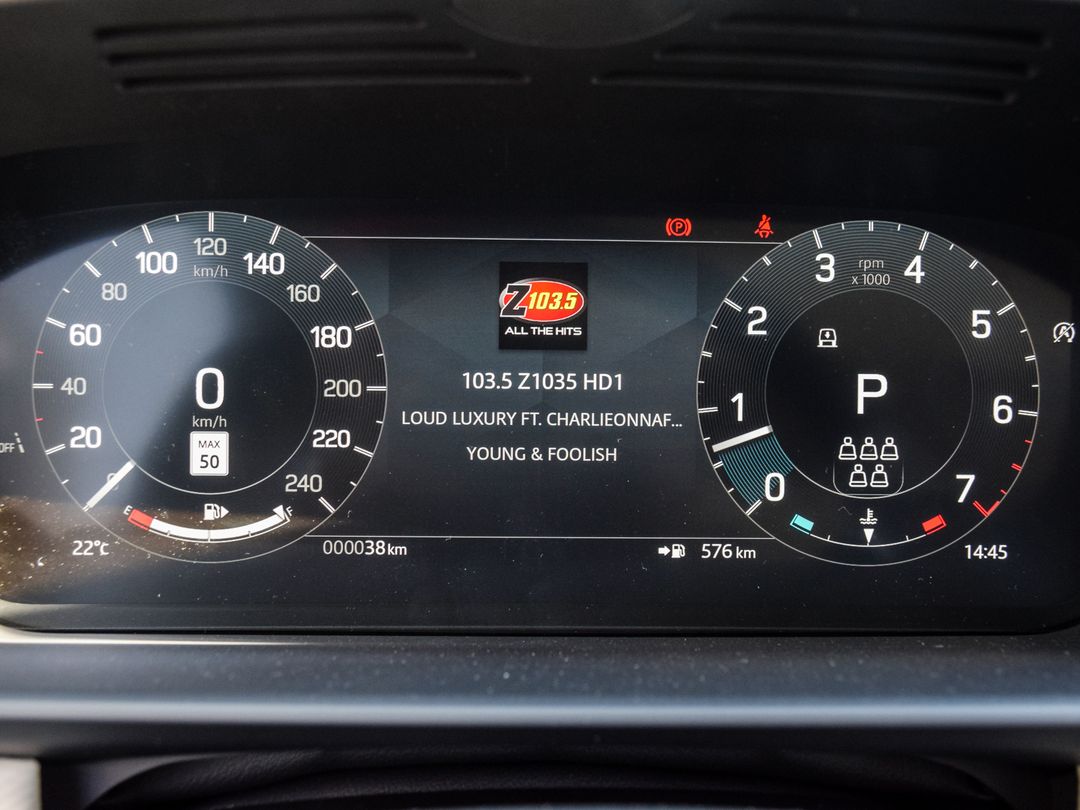 120
km/h
100
140
80
160
60
180
40
200
20
220
0
240
0
km/h
MAX
50
E
F
22°C
000038 km
P
Z103.5
ALL THE HITS
103.5 Z1035 HD1
LOUD LUXURY FT. CHARLIEONNAF...
YOUNG & FOOLISH
576 km
rpm
x 1000
3
4
2
5
1
6
0
7
P
14:45
OFF